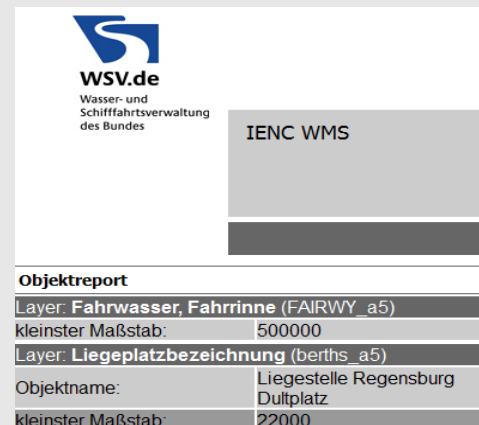 WSV.de
Wasser- und
Schifffahrtsverwaltung
des Bundes
IENC WMS
Objektreport
Layer: Fahrwasser, Fahrrinne (FAIRWY_a5)
kleinster Maßstab: 500000
Layer: Liegeplatzbezeichnung (berths_a5)
Objektname: Liegestelle Regensburg
Dultplatz
kleinster Maßstab: 22000